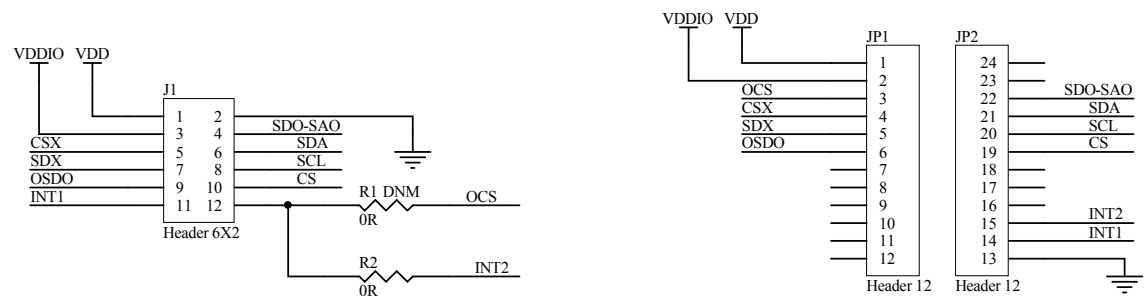 VDDIO VDD
J1
1 2
3 4 SDO-SAO
CSX 5 6 SDA
SDX 7 8 SCL
OSDO 9 10 CS
INT1 11 12 R1 DNM OCS
0R
Header 6X2
R2 INT2
0R
VDDIO VDD
JP1
1
2
OCS 3
CSX 4
SDX 5
OSDO 6
7
8
9
10
11
12
Header 12
JP2
24
23
22 SDO-SAO
21 SDA
20 SCL
19 CS
18
17
16
15 INT2
14 INT1
13
Header 12